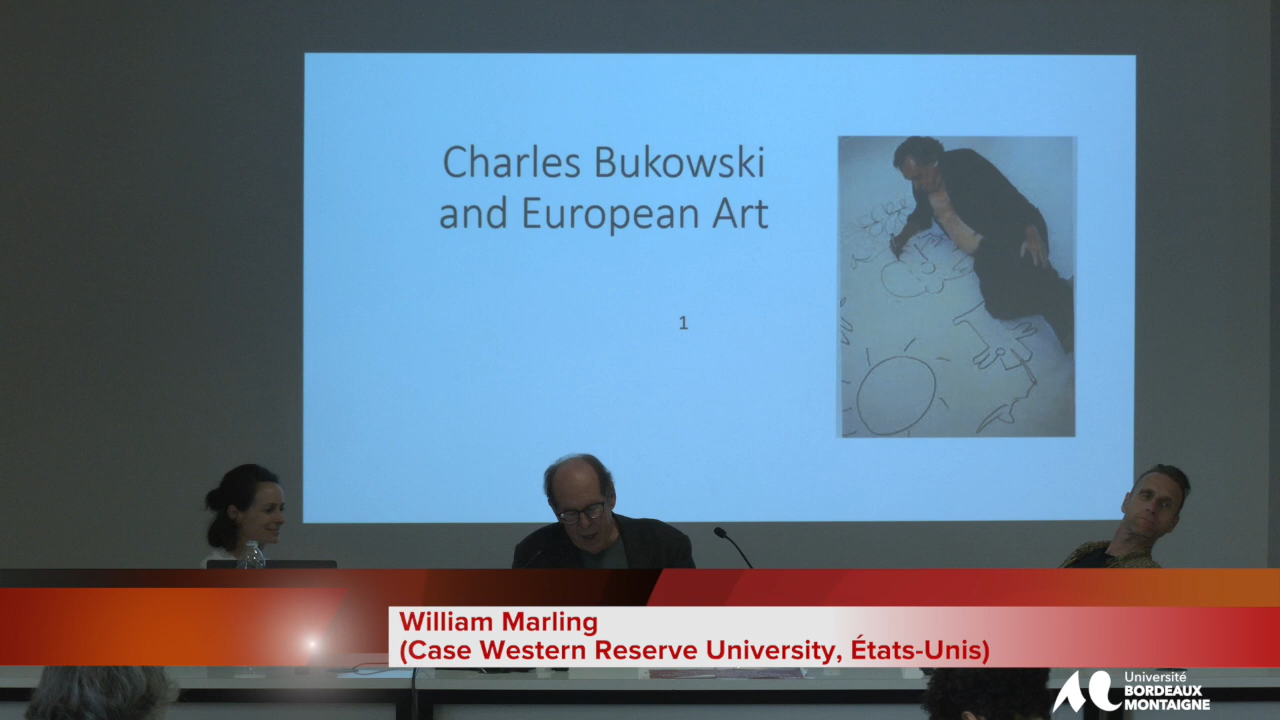 Charles Bukowski
and European Art
1
William Marling
(Case Western Reserve University, États-Unis)
Université
BORDEAUX
MONTAIGNE